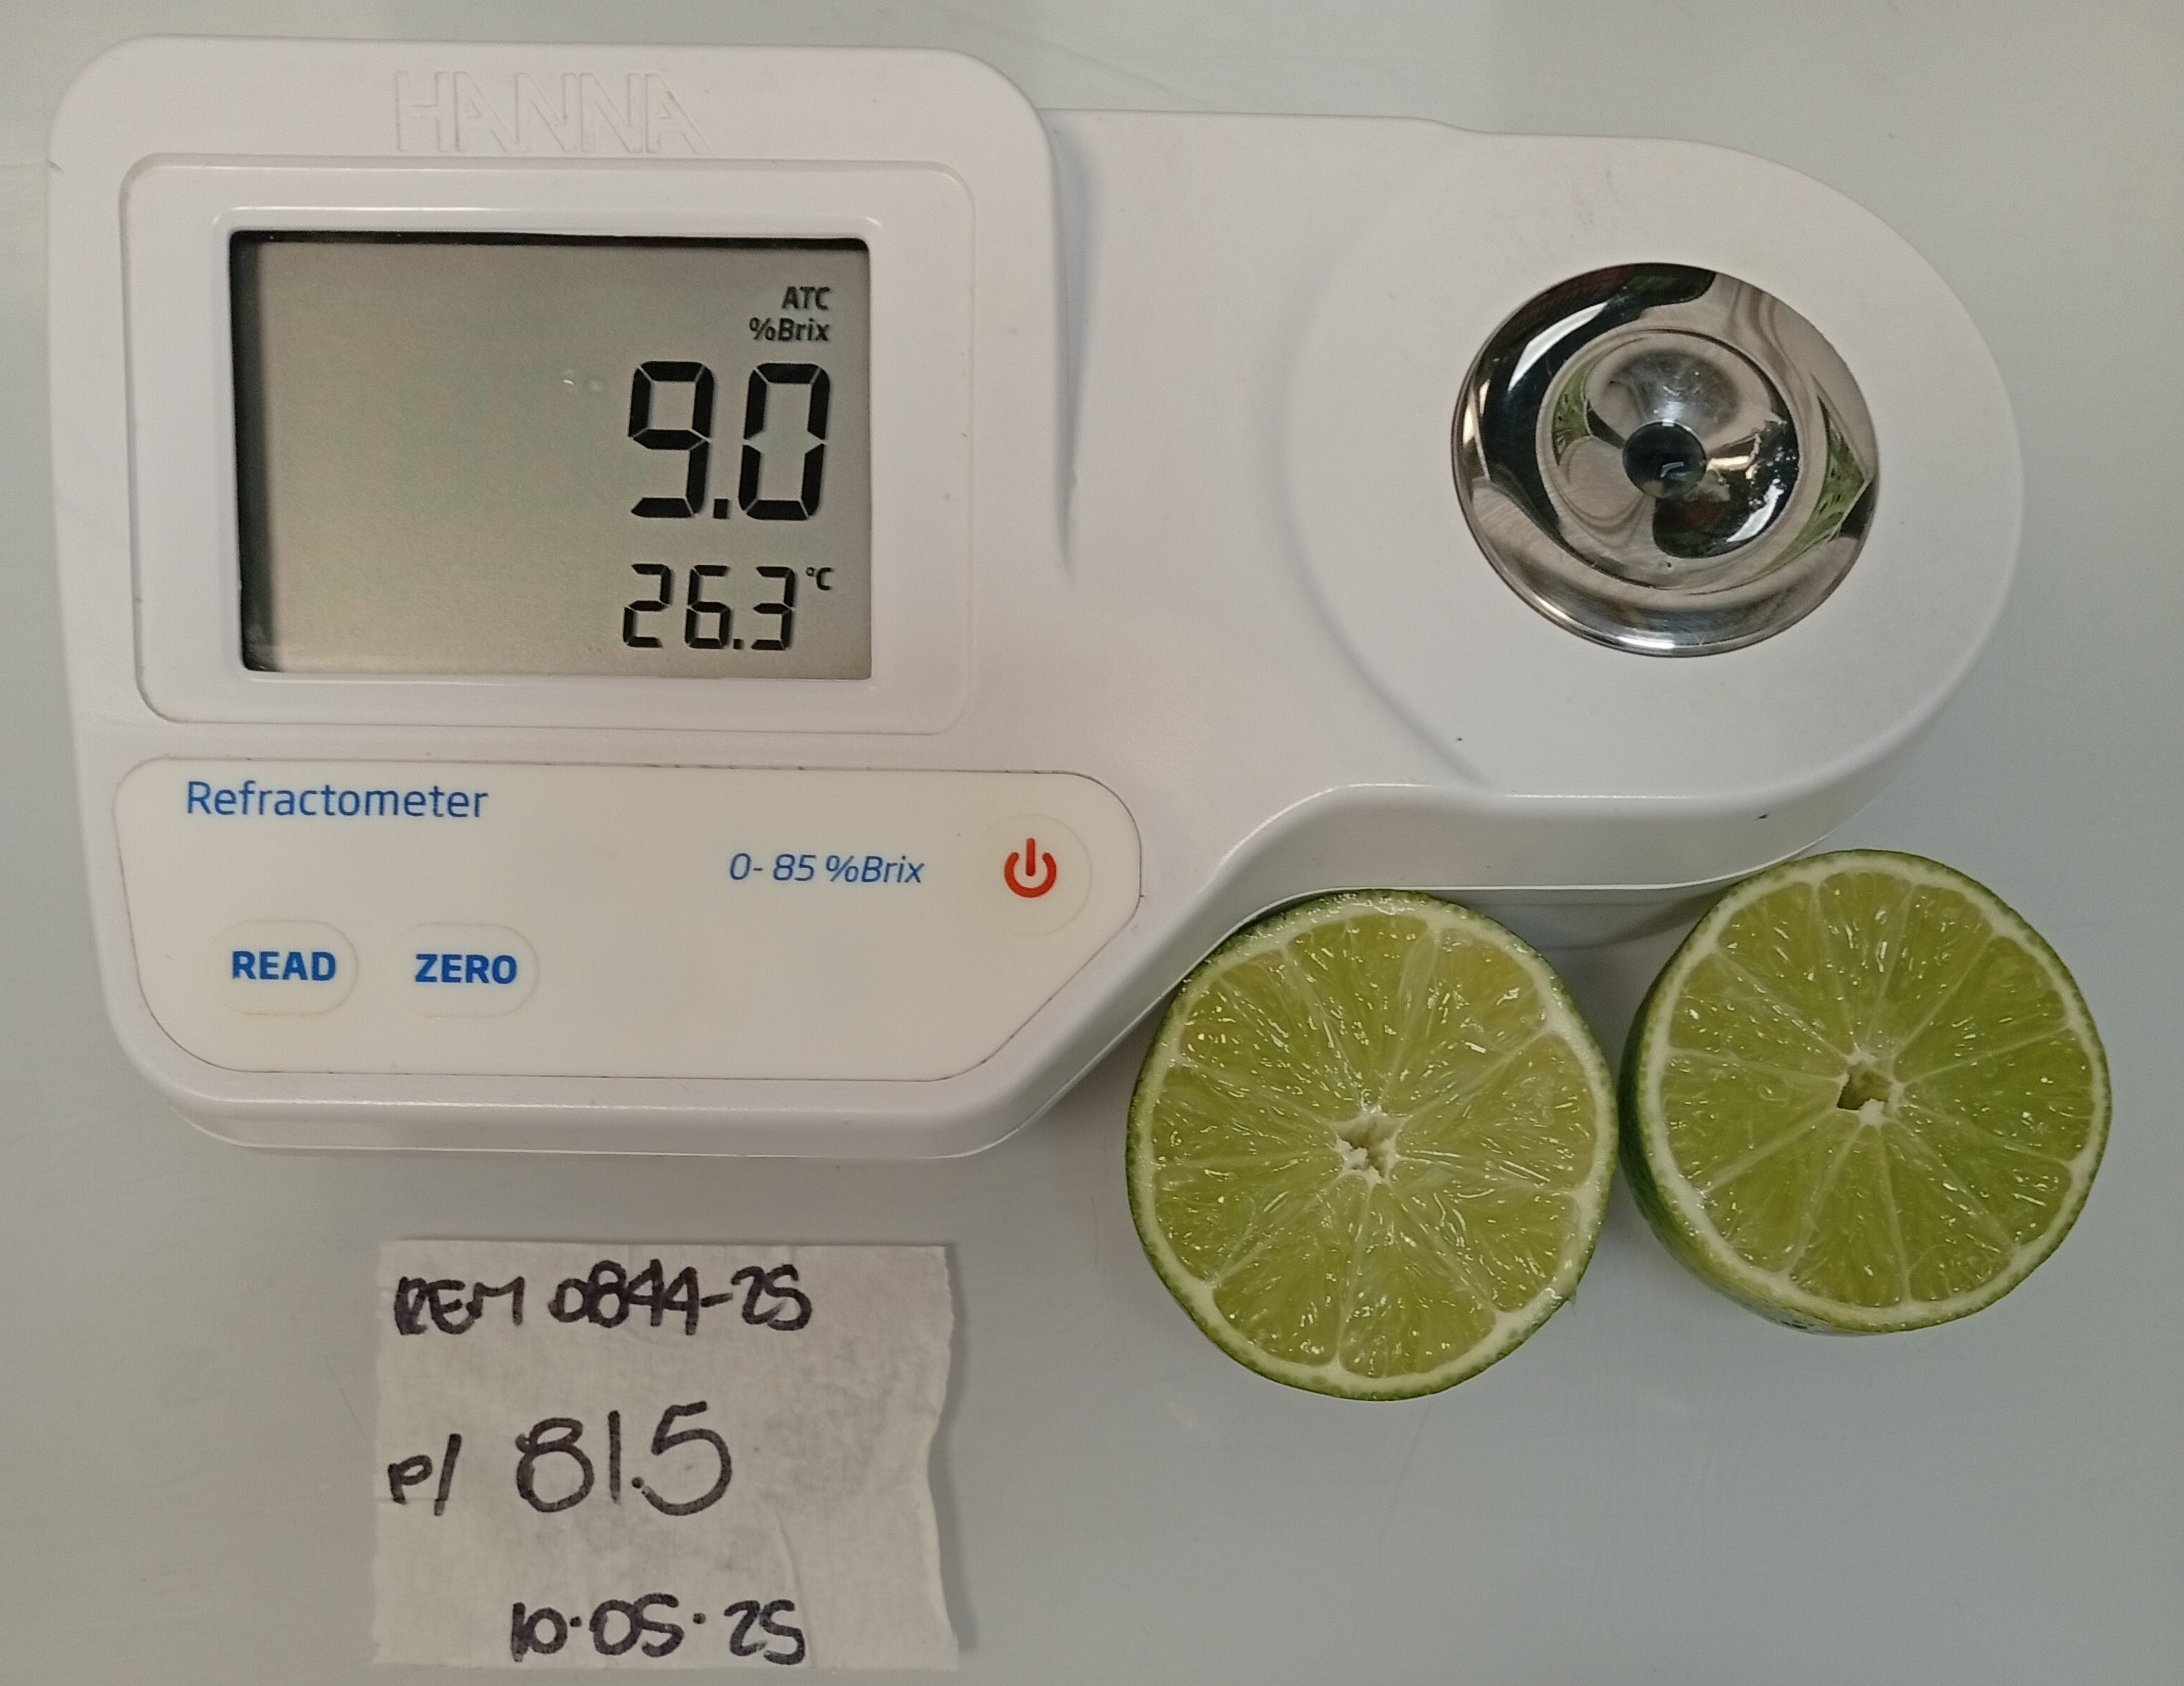 HANNA
ATC
%Brix
9.0
26.3 °C
Refractometer
0- 85 %Brix
READ ZERO
REM 0844-25
P/ 81.5
10.05.25